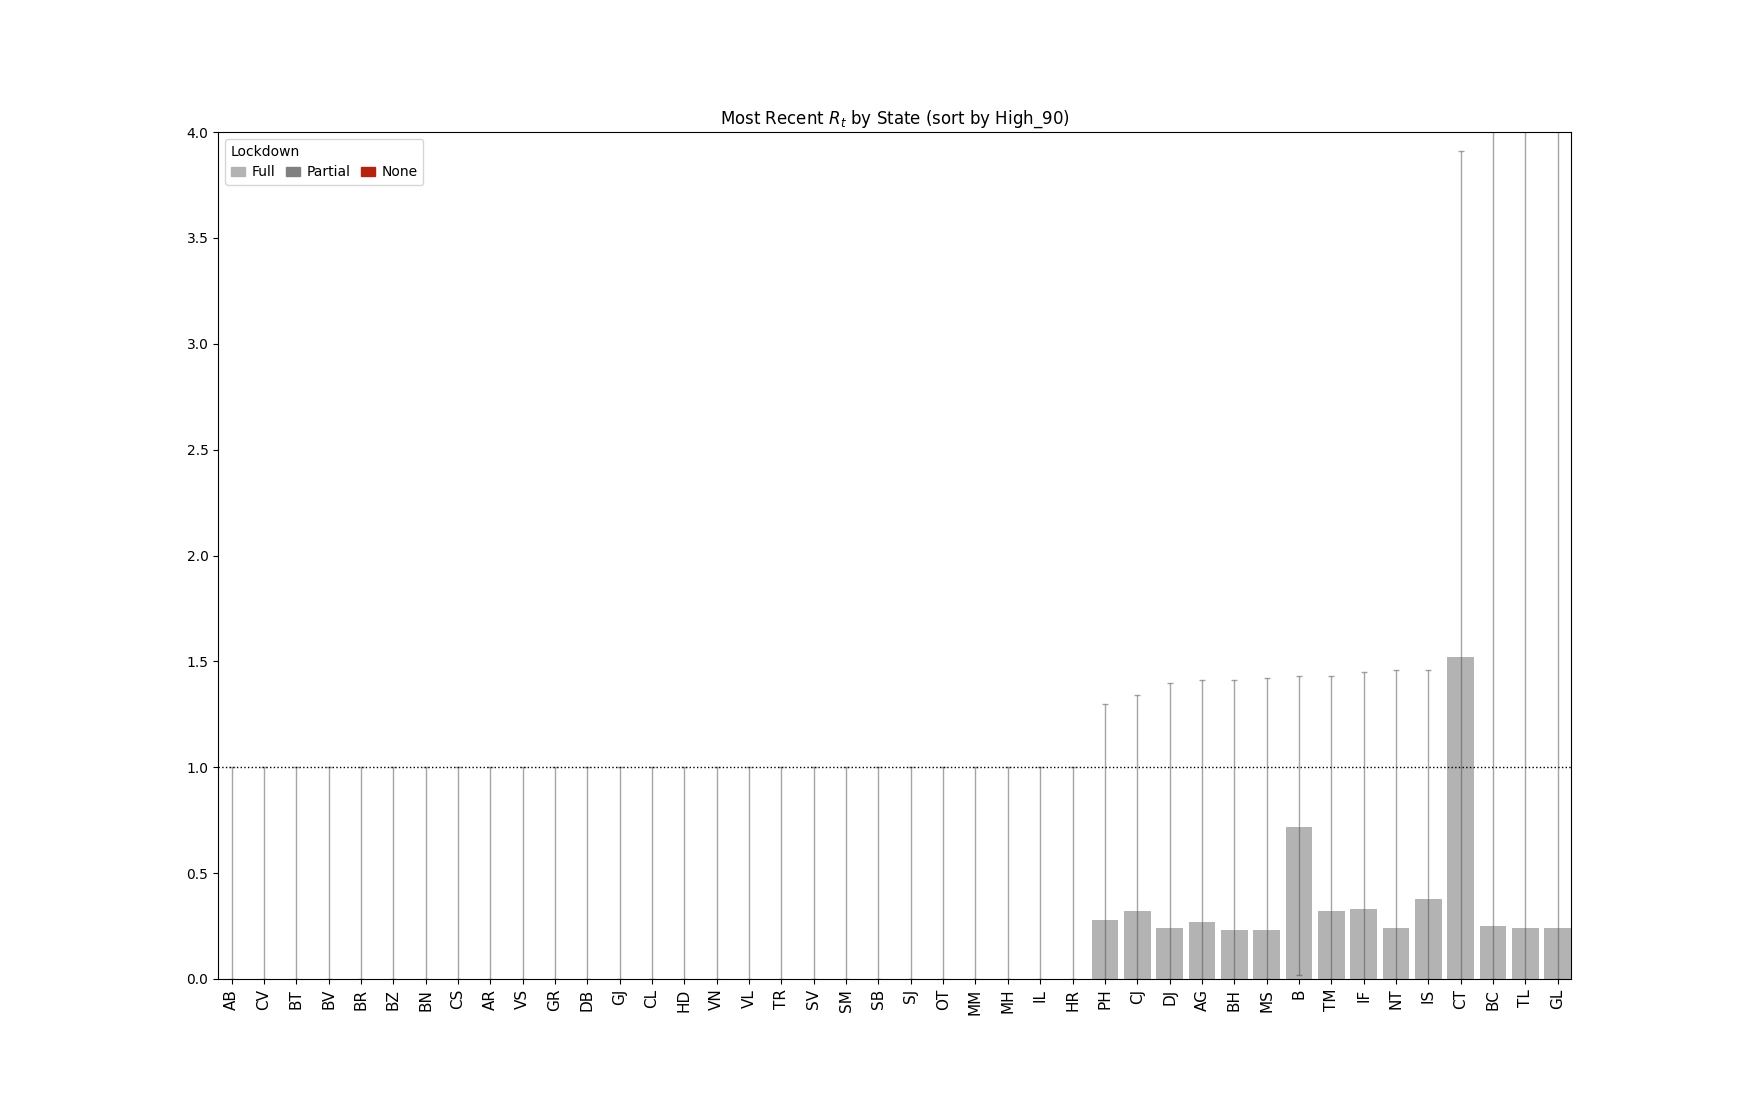 Most Recent R_t by State (sort by High_90)
Lockdown
Full Partial None
4.0
3.5
3.0
2.5
2.0
1.5
1.0
0.5
0.0
AB CV BT BV BR BZ BN CS AR VS GR DB GJ CL HD VN VL TR SV SM SB SJ OT MM MH IL HR PH CJ DJ AG BH MS B TM IF NT IS CT BC TL GL